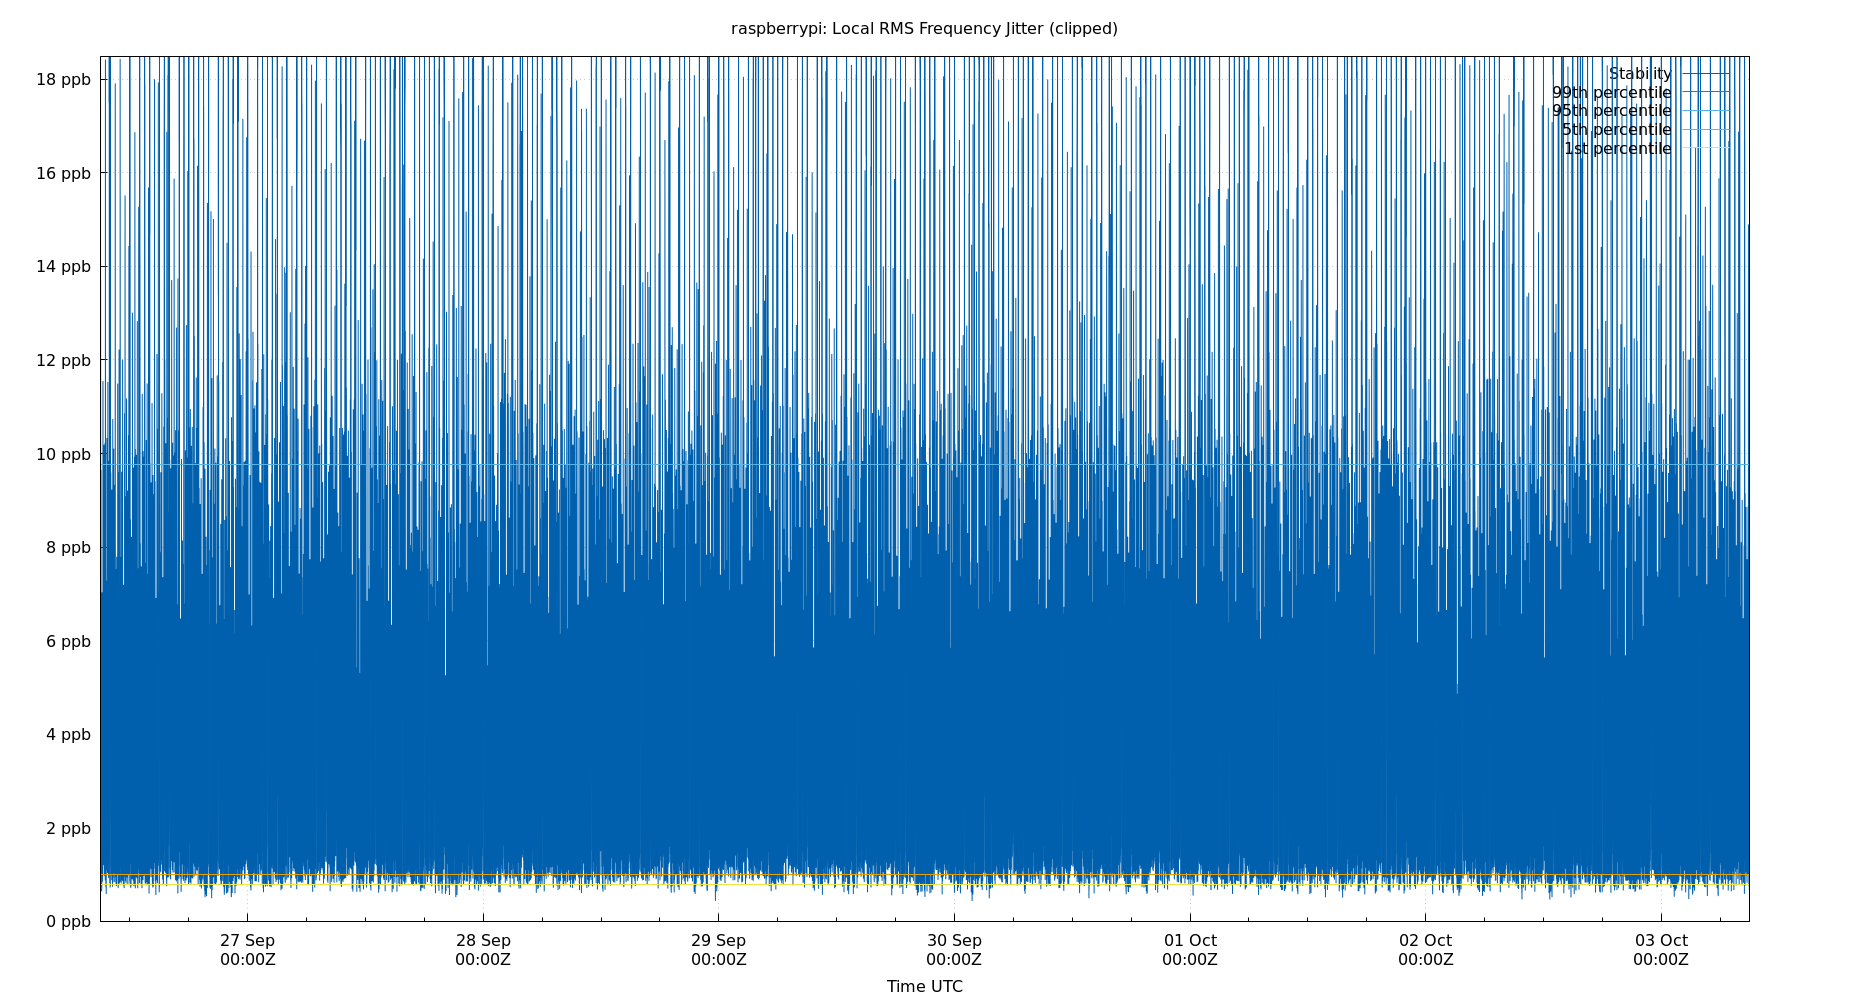 raspberrypi: Local RMS Frequency Jitter (clipped)
18 ppb
16 ppb
14 ppb
12 ppb
10 ppb
8 ppb
6 ppb
4 ppb
2 ppb
0 ppb
Stability
99th percentile
95th percentile
5th percentile
1st percentile
27 Sep
00:00Z
28 Sep
00:00Z
29 Sep
00:00Z
30 Sep
00:00Z
01 Oct
00:00Z
02 Oct
00:00Z
03 Oct
00:00Z
Time UTC